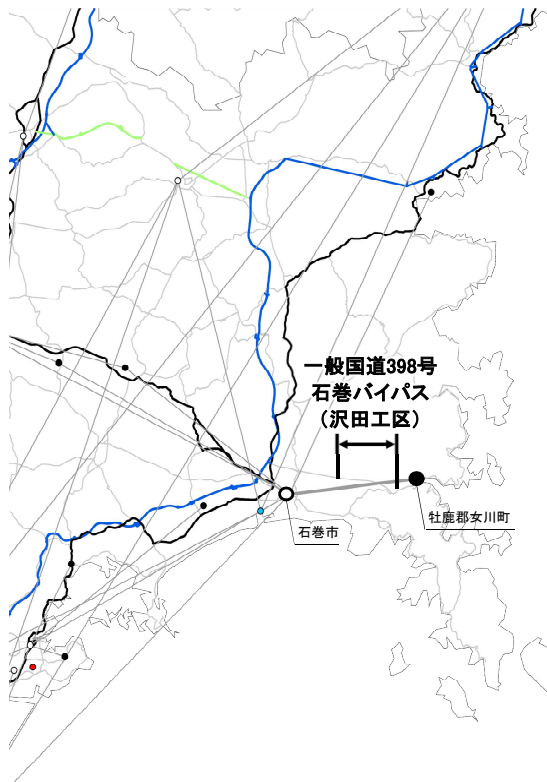 一般国道398号
石巻バイパス
（沢田工区）
石巻市
牡鹿郡女川町